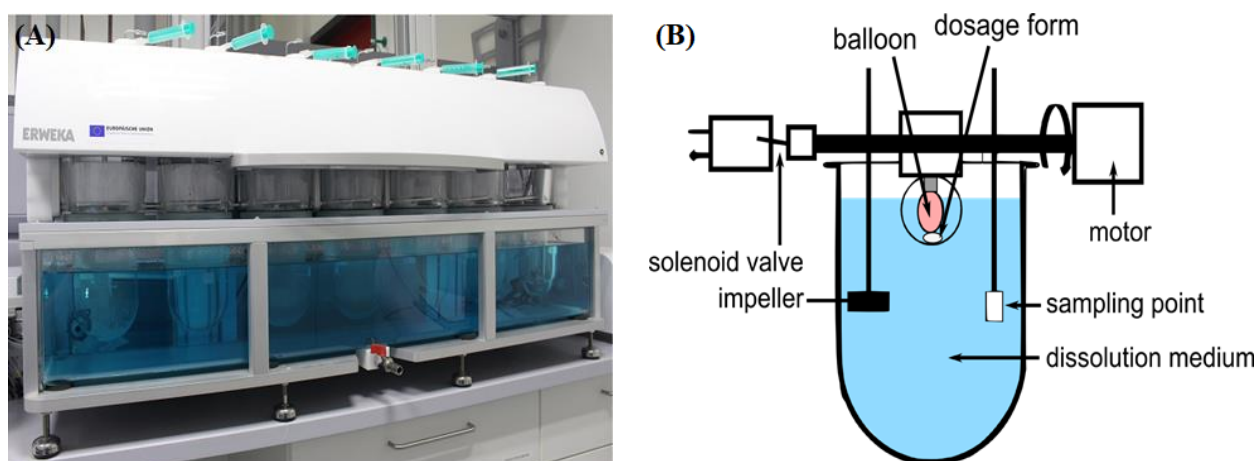 (A)
ERWEKA
EUROPÄISCHE UNION
(B)
balloon
dosage form
solenoid valve
motor
impeller
sampling point
dissolution medium